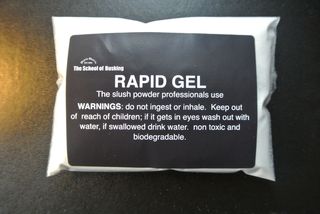 The School of Busking
RAPID GEL
The slush powder professionals use
WARNINGS: do not ingest or inhale. Keep out
of reach of children; if it gets in eyes wash out with
water, if swallowed drink water. non toxic and
biodegradable.